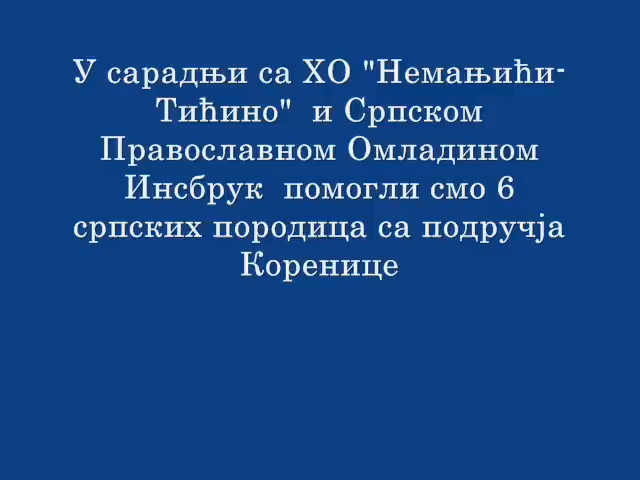 У сарадњи са ХО "Немањићи-
Тићино" и Српском
Православном Омладином
Инсбрук помогли смо 6
српских породица са подручја
Коренице